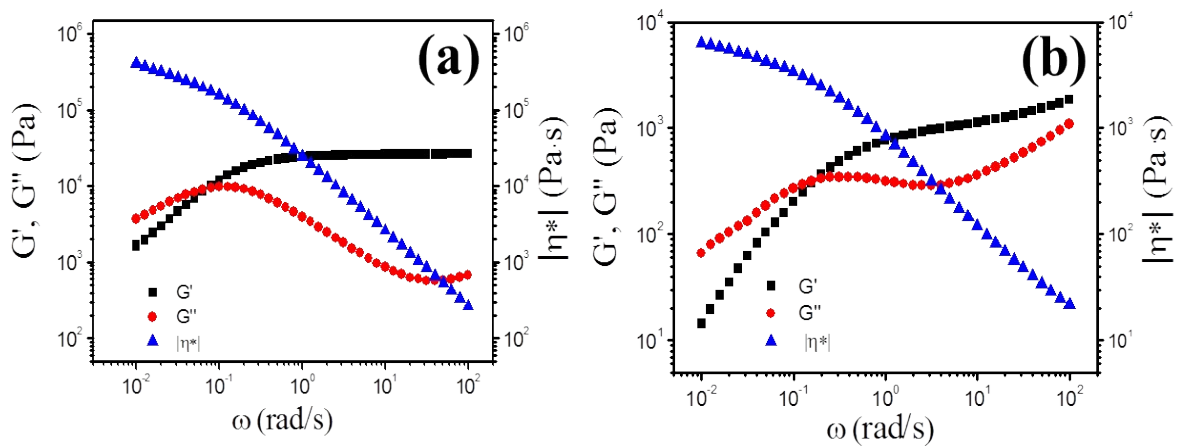 (a)
10⁶
10⁵
10⁴
10³
10²
G', G'' (Pa)
10⁶
10⁵
10⁴
10³
10²
|η*| (Pa·s)
G'
G''
|η*|
10⁻²
10⁻¹
10⁰
10¹
10²
ω (rad/s)
(b)
10⁴
10³
10²
10¹
G', G'' (Pa)
10⁴
10³
10²
10¹
|η*| (Pa·s)
G'
G''
|η*|
10⁻²
10⁻¹
10⁰
10¹
10²
ω (rad/s)